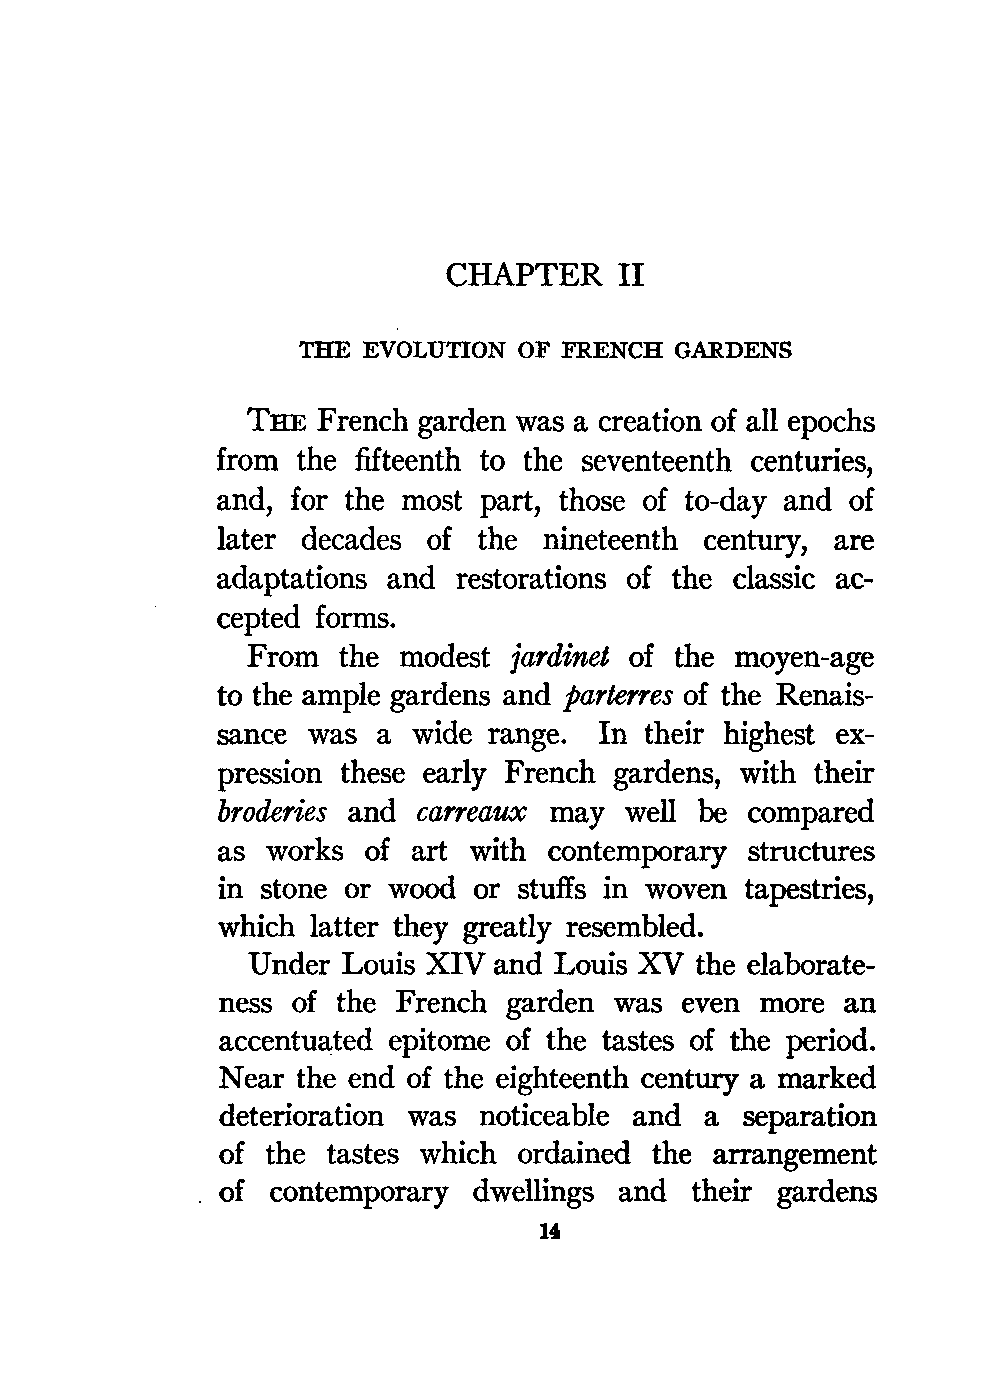 CHAPTER II
THE EVOLUTION OF FRENCH GARDENS
THE French garden was a creation of all epochs
from the fifteenth to the seventeenth centuries,
and, for the most part, those of to-day and of
later decades of the nineteenth century, are
adaptations and restorations of the classic ac-
cepted forms.
From the modest jardinet of the moyen-age
to the ample gardens and parterres of the Renais-
sance was a wide range. In their highest ex-
pression these early French gardens, with their
broderies and carreaux may well be compared
as works of art with contemporary structures
in stone or wood or stuffs in woven tapestries,
which latter they greatly resembled.
Under Louis XIV and Louis XV the elaborate-
ness of the French garden was even more an
accentuated epitome of the tastes of the period.
Near the end of the eighteenth century a marked
deterioration was noticeable and a separation
of the tastes which ordained the arrangement
of contemporary dwellings and their gardens
14